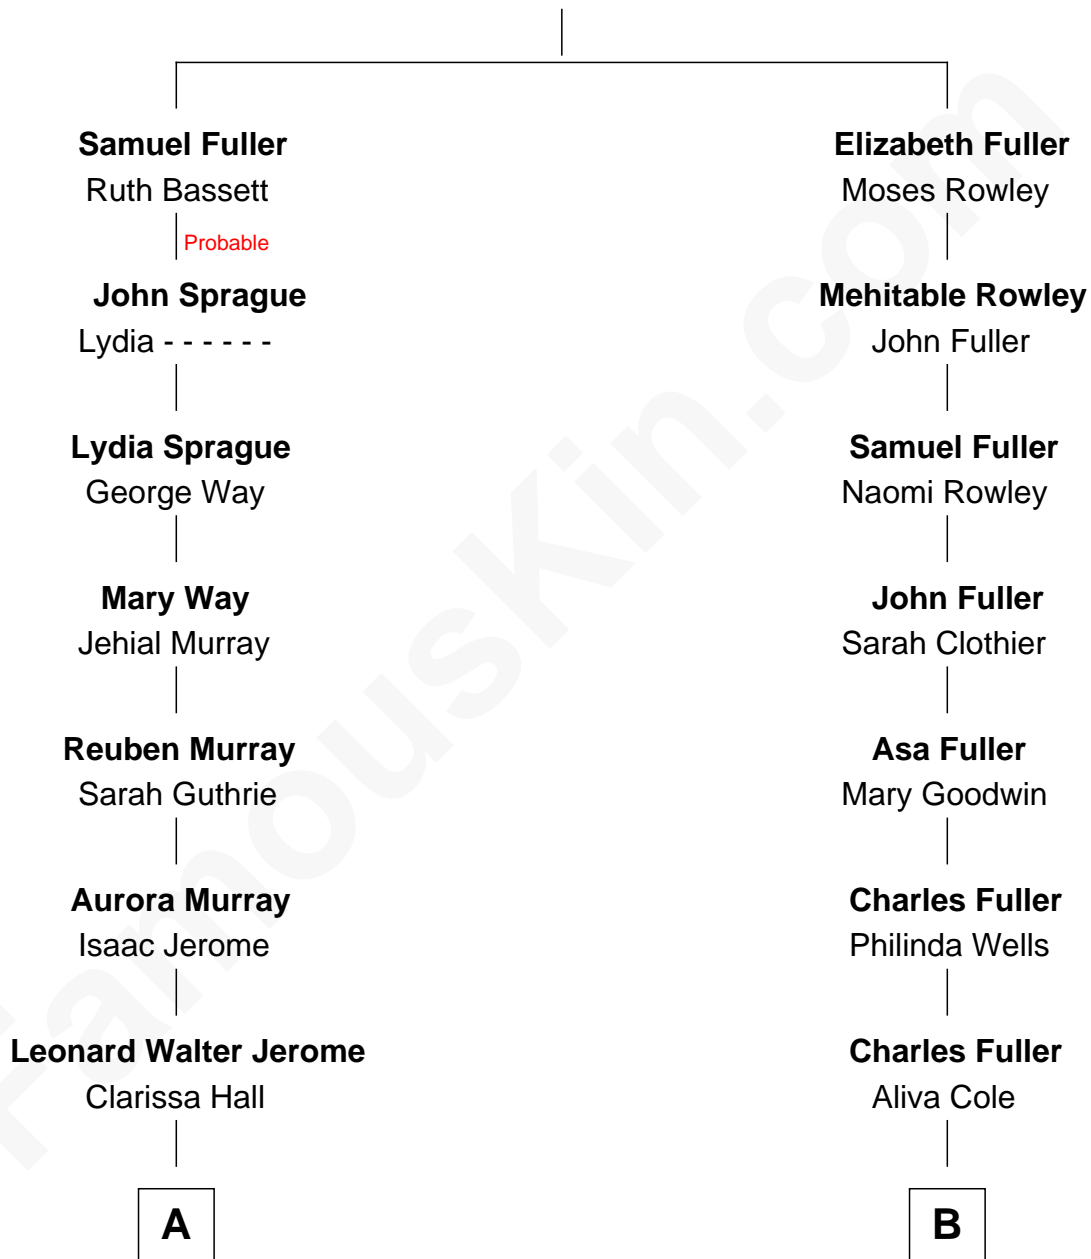 Samuel Fuller
Ruth Bassett
Probable
John Sprague
Lydia - - - - - -
Lydia Sprague
George Way
Mary Way
Jehial Murray
Reuben Murray
Sarah Guthrie
Aurora Murray
Isaac Jerome
Leonard Walter Jerome
Clarissa Hall
A
Elizabeth Fuller
Moses Rowley
Mehitable Rowley
John Fuller
Samuel Fuller
Naomi Rowley
John Fuller
Sarah Clothier
Asa Fuller
Mary Goodwin
Charles Fuller
Philinda Wells
Charles Fuller
Aliva Cole
B
FamousKin.com